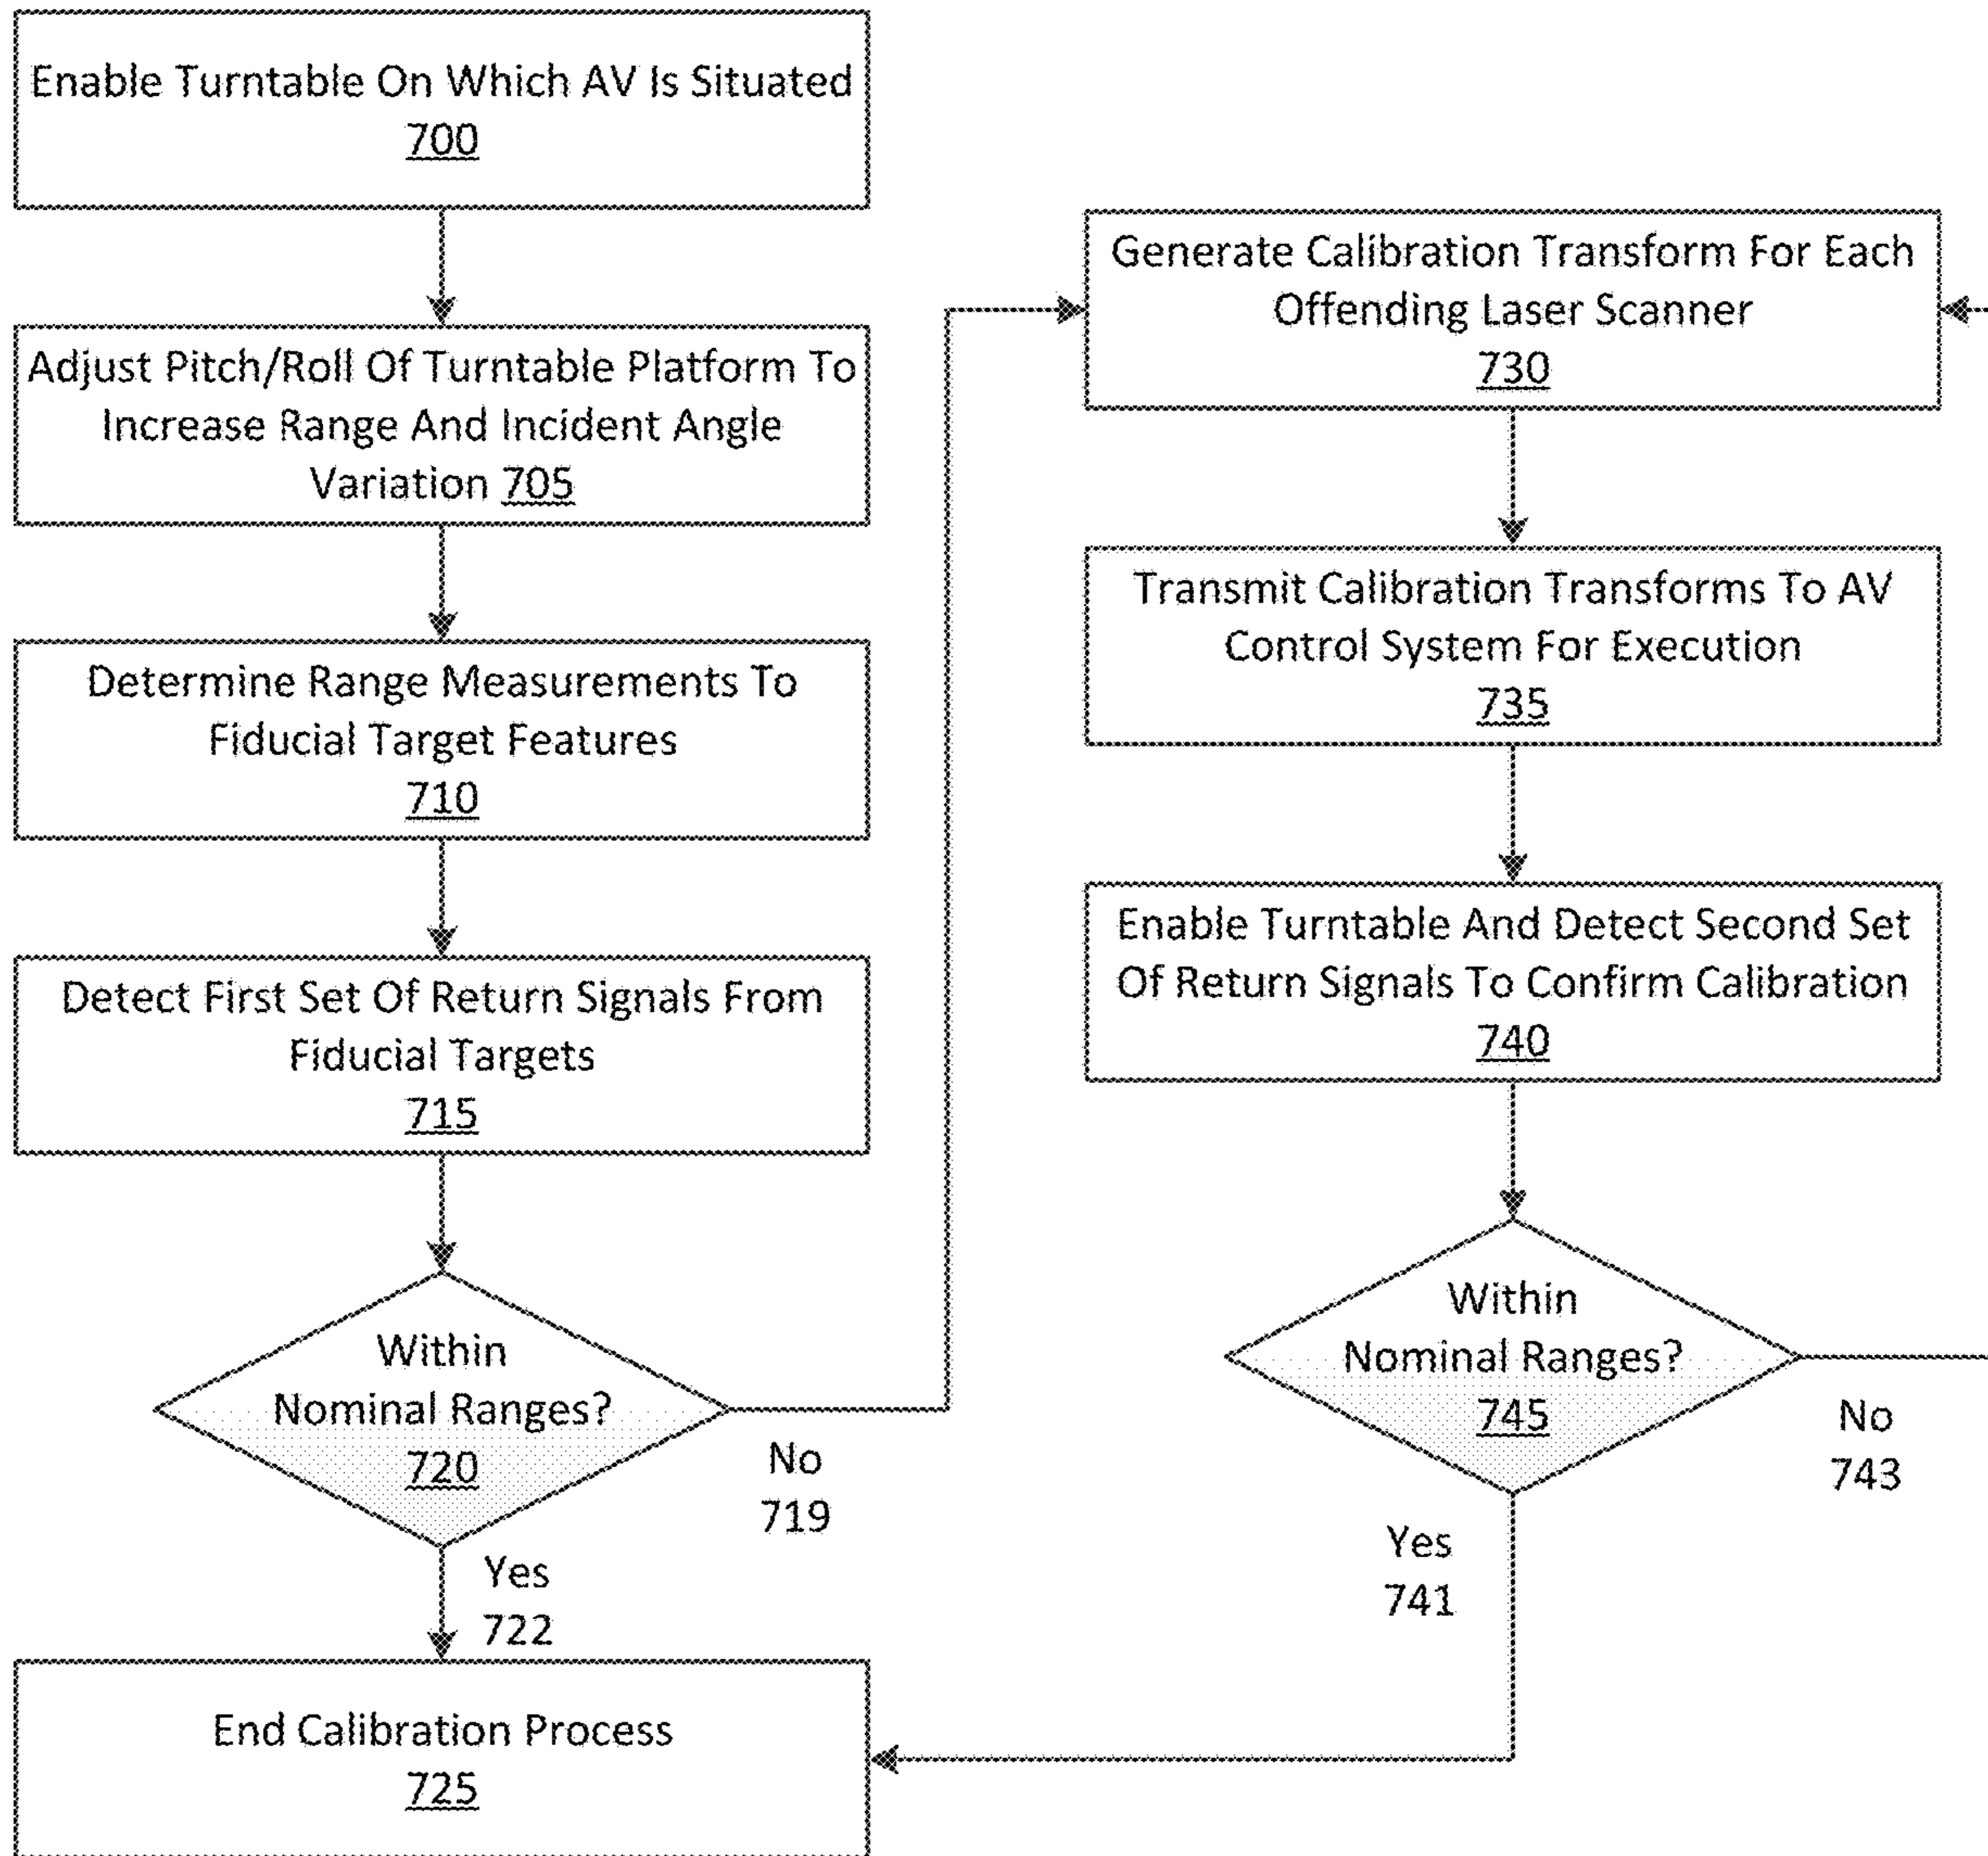 Enable Turntable On Which AV Is Situated
700
Adjust Pitch/Roll Of Turntable Platform To
Increase Range And Incident Angle
Variation 705
Determine Range Measurements To
Fiducial Target Features
710
Detect First Set Of Return Signals From
Fiducial Targets
715
Within
Nominal Ranges?
720
No
719
Yes
722
End Calibration Process
725
Generate Calibration Transform For Each
Offending Laser Scanner
730
Transmit Calibration Transforms To AV
Control System For Execution
735
Enable Turntable And Detect Second Set
Of Return Signals To Confirm Calibration
740
Within
Nominal Ranges?
745
No
743
Yes
741